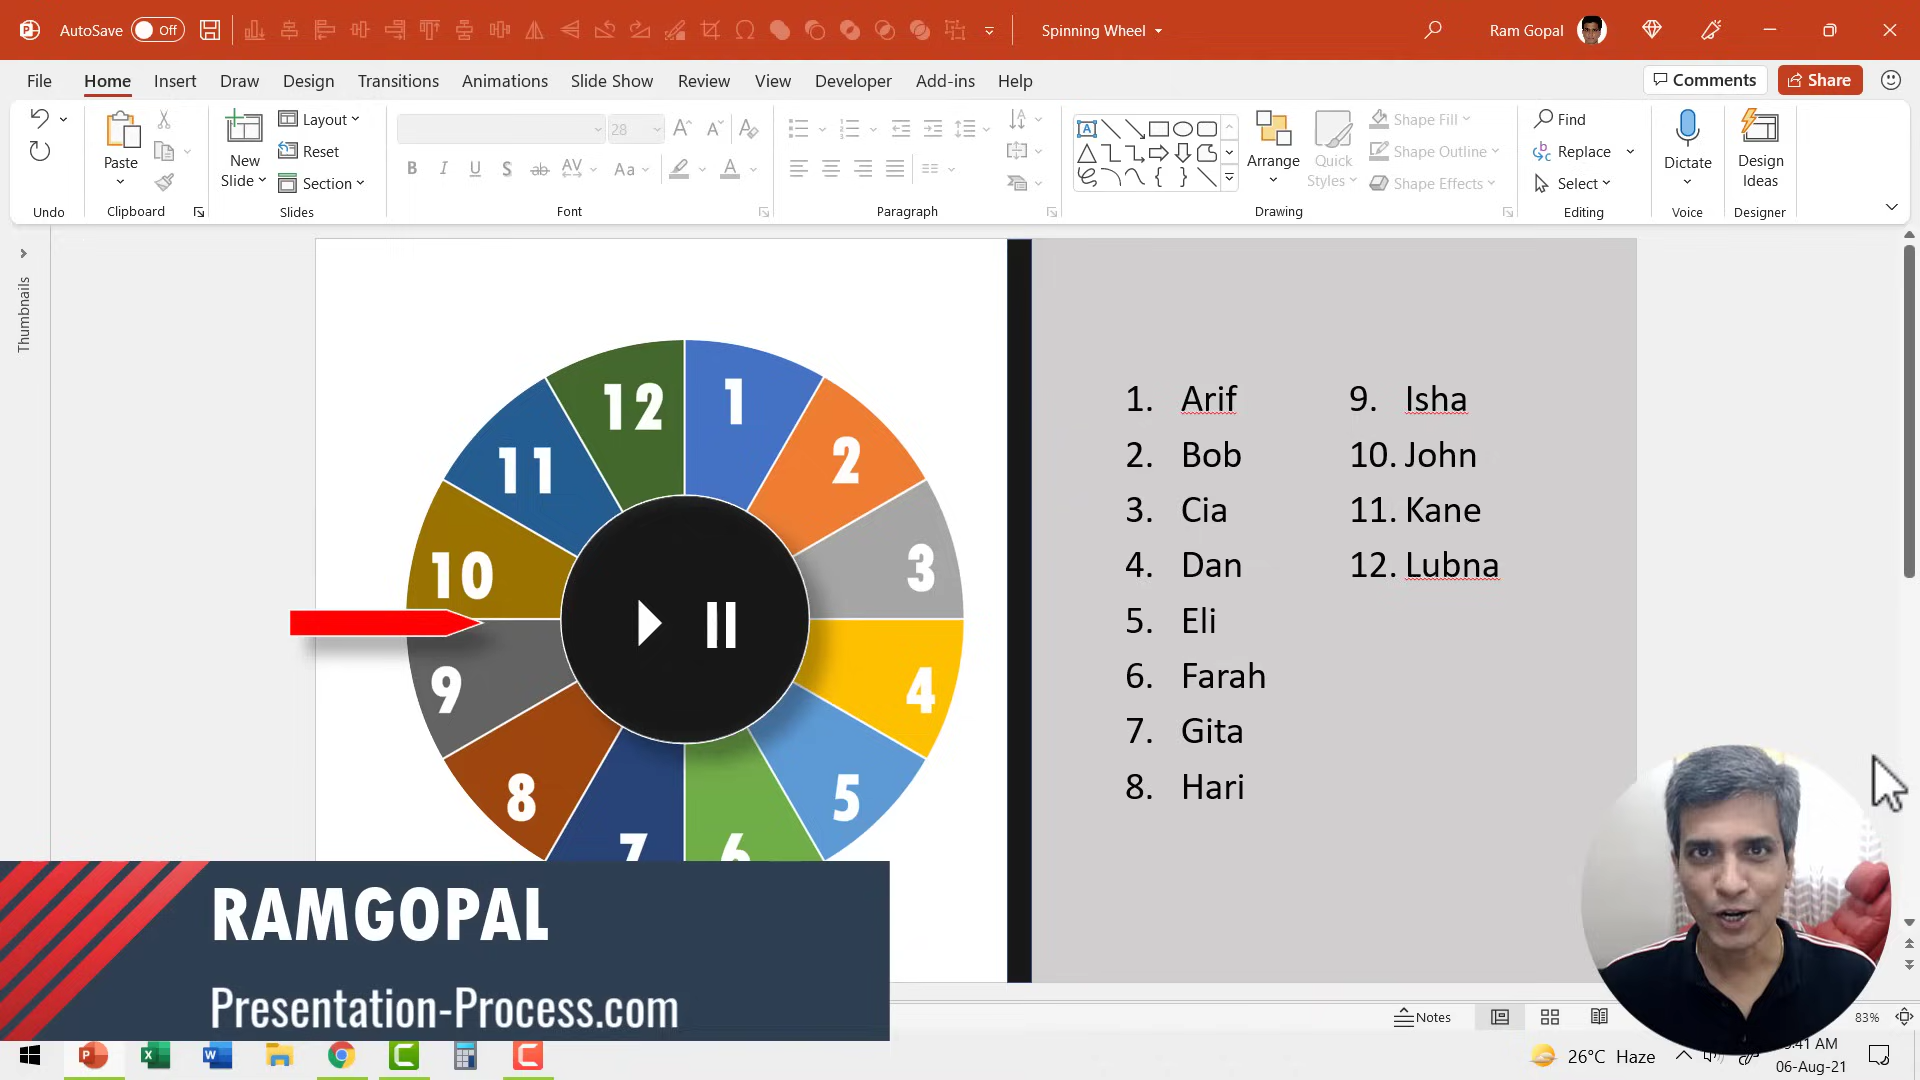 AutoSave Off
Spinning Wheel
Ram Gopal
File Home Insert Draw Design Transitions Animations Slide Show Review View Developer Add-ins Help
Comments Share
Paste
Clipboard
Undo
New Slide
Layout
Reset
Section
Slides
28
B I U S ab AV Aa A
Font
Paragraph
Arrange
Quick Styles
Shape Fill
Shape Outline
Shape Effects
Drawing
Find
Replace
Select
Editing
Dictate
Voice
Design Ideas
Designer
Thumbnails
12 1
11 2
10 3
9 4
8 5
7 6
1. Arif
2. Bob
3. Cia
4. Dan
5. Eli
6. Farah
7. Gita
8. Hari
9. Isha
10. John
11. Kane
12. Lubna
RAMGOPAL
Presentation-Process.com
Notes
83%
26°C Haze
:41 AM
06-Aug-21